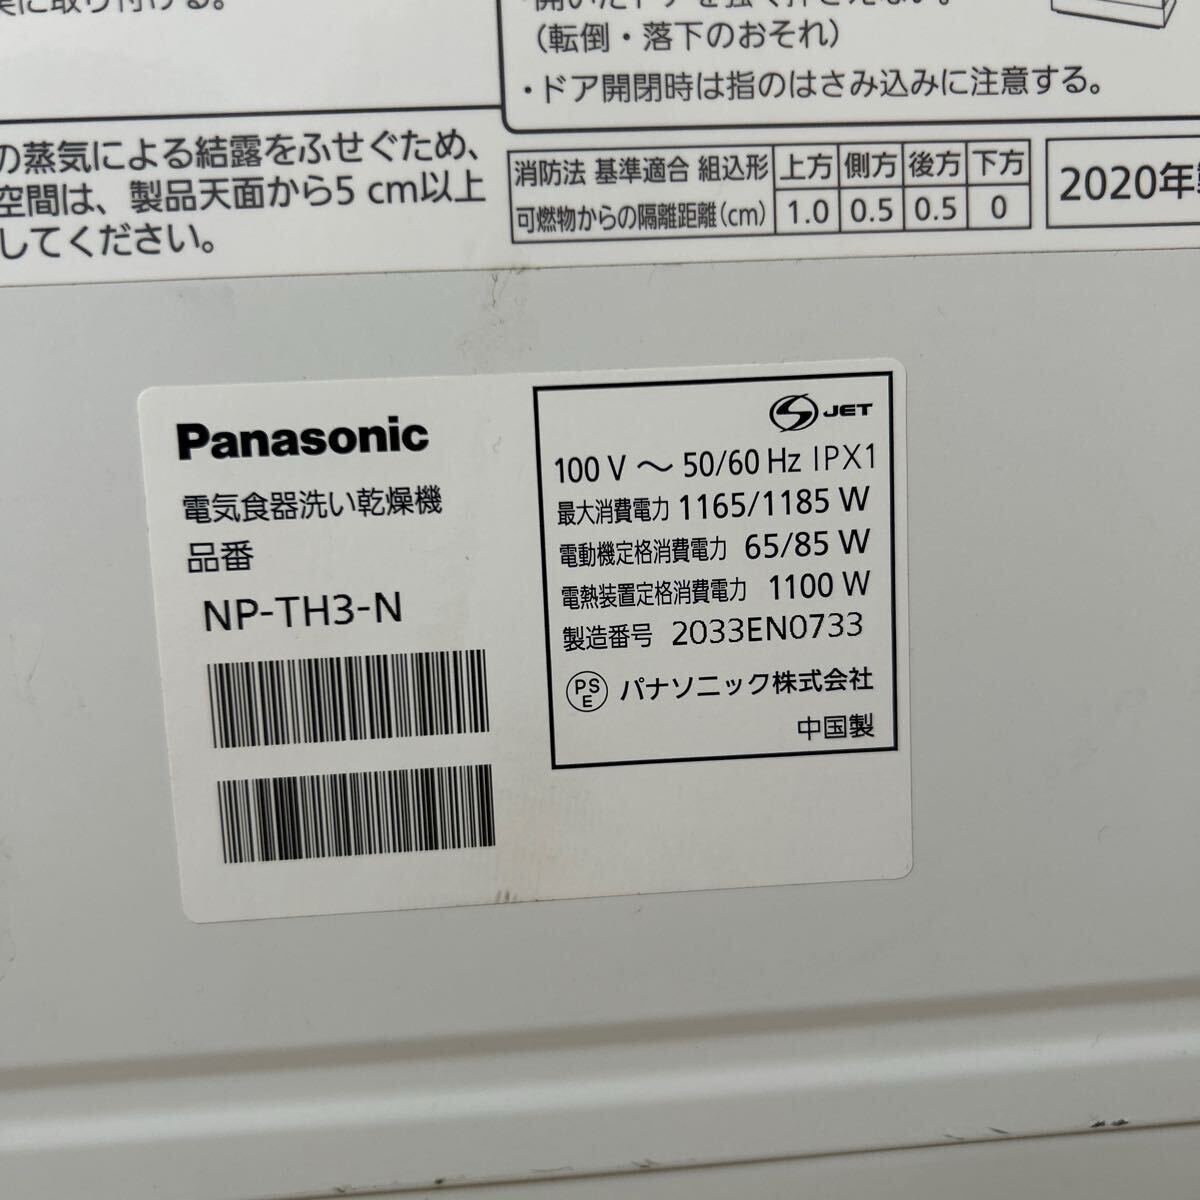 に取り付ける。
(転倒・落下のおそれ)
・ドア開閉時は指のはさみ込みに注意する。
の蒸気による結露をふせぐため、
空間は、製品天面から5 cm以上
してください。
消防法 基準適合 組込形 上方 側方 後方 下方
可燃物からの隔離距離(cm) 1.0 0.5 0.5 0
2020年
Panasonic
電気食器洗い乾燥機
品番
NP-TH3-N
S JET
100 V ～ 50/60 Hz IPX1
最大消費電力 1165/1185 W
電動機定格消費電力 65/85 W
電熱装置定格消費電力 1100 W
製造番号 2033EN0733
PSE パナソニック株式会社
中国製